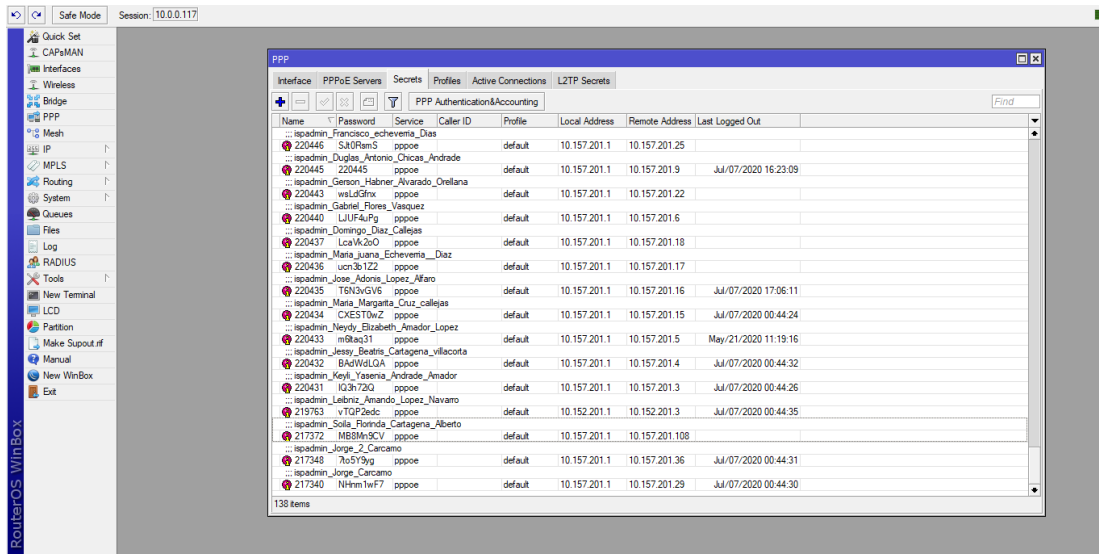 Safe Mode Session: 10.0.0.117
Quick Set
CAPsMAN
Interfaces
Wireless
Bridge
PPP
Mesh
IP
MPLS
Routing
System
Queues
Files
Log
RADIUS
Tools
New Terminal
LCD
Partition
Make Supout.rif
Manual
New WinBox
Exit
RouterOS WinBox
PPP
Interface PPPoE Servers Secrets Profiles Active Connections L2TP Secrets
PPP Authentication&Accounting Find
Name Password Service Caller ID Profile Local Address Remote Address Last Logged Out
::: ispadmin_Francisco_echeverria_Dias
220446 SJt0RsmS pppoe default 10.157.201.1 10.157.201.25
::: ispadmin_Duglas_Antonio_Chicas_Andrade
220445 220445 pppoe default 10.157.201.1 10.157.201.9 Jul/07/2020 16:23:09
::: ispadmin_Gerson_Habner_Alvarado_Orellana
220443 wsLdGfnx pppoe default 10.157.201.1 10.157.201.22
::: ispadmin_Gabriel_Flores_Vasquez
220440 LJUF4uPg pppoe default 10.157.201.1 10.157.201.6
::: ispadmin_Domingo_Diaz_Callejas
220437 LcaVk2oO pppoe default 10.157.201.1 10.157.201.18
::: ispadmin_Maria_juana_Echeverria__Diaz
220436 ucn3b1Z2 pppoe default 10.157.201.1 10.157.201.17
::: ispadmin_Jose_Adonis_Lopez_Alfaro
220435 T6N3vGV6 pppoe default 10.157.201.1 10.157.201.16 Jul/07/2020 17:06:11
::: ispadmin_Maria_Margarita_Cruz_callejas
220434 CXEST0wZ pppoe default 10.157.201.1 10.157.201.15 Jul/07/2020 00:44:24
::: ispadmin_Neydy_Elizabeth_Amador_Lopez
220433 m6ltaq31 pppoe default 10.157.201.1 10.157.201.5 May/21/2020 11:19:16
::: ispadmin_Jessy_Beatris_Cartagena_villacorta
220432 BAdWdLQA pppoe default 10.157.201.1 10.157.201.4 Jul/07/2020 00:44:32
::: ispadmin_Keyli_Yasenia_Andrade_Amador
220431 IQ3h72iQ pppoe default 10.157.201.1 10.157.201.3 Jul/07/2020 00:44:26
::: ispadmin_Leibniz_Amando_Lopez_Navarro
219763 vTQP2edc pppoe default 10.152.201.1 10.152.201.3 Jul/07/2020 00:44:35
::: ispadmin_Soila_Florinda_Cartagena_Alberto
217372 MB8Mn9CV pppoe default 10.157.201.1 10.157.201.108
::: ispadmin_Jorge_2_Carcamo
217348 7to5Y9yg pppoe default 10.157.201.1 10.157.201.36 Jul/07/2020 00:44:31
::: ispadmin_Jorge_Carcamo
217340 NHnm1wF7 pppoe default 10.157.201.1 10.157.201.29 Jul/07/2020 00:44:30
138 items